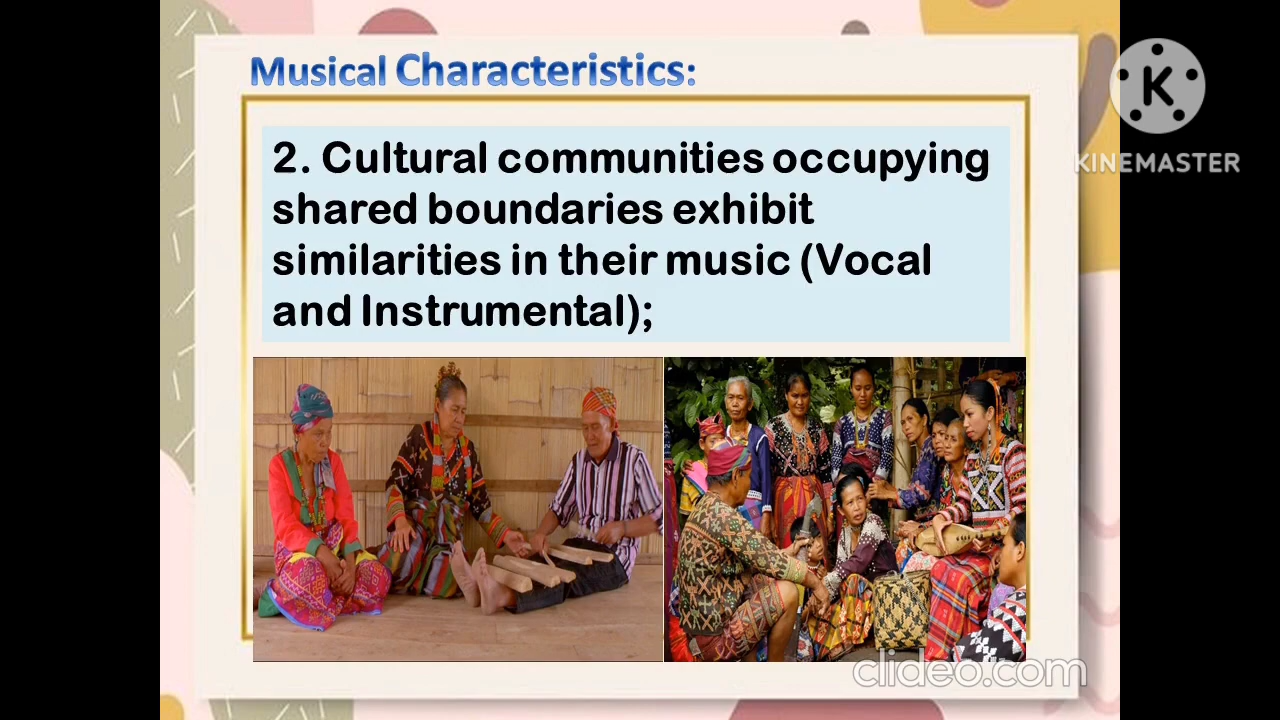 Musical Characteristics:
K
KINEMASTER
2. Cultural communities occupying
shared boundaries exhibit
similarities in their music (Vocal
and Instrumental);
clideo.com